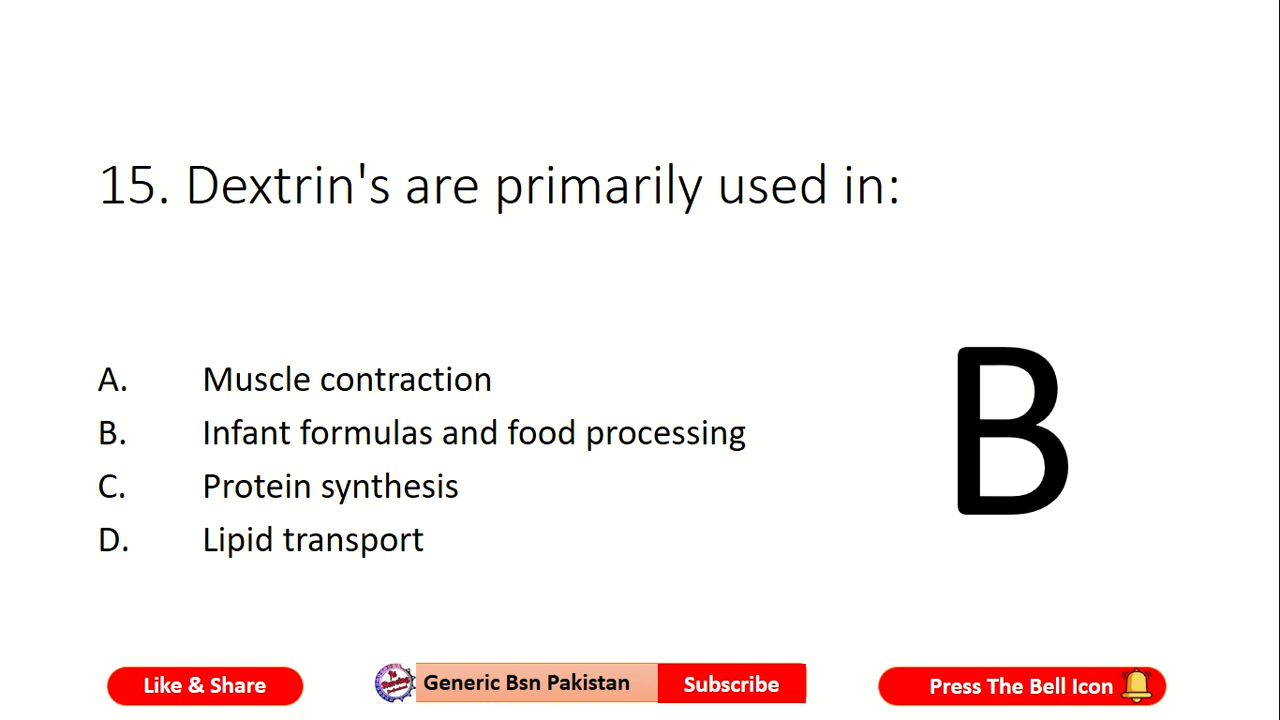 15. Dextrin's are primarily used in:
A. Muscle contraction
B. Infant formulas and food processing
C. Protein synthesis
D. Lipid transport
B
Like & Share
Generic Bsn Pakistan
Subscribe
Press The Bell Icon